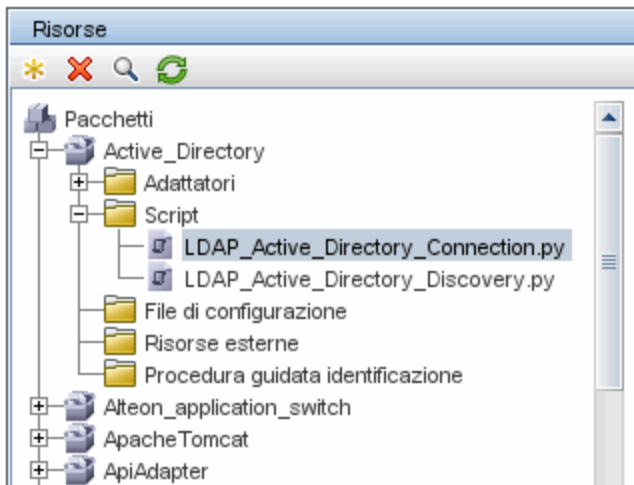 Risorse
Pacchetti
Active_Directory
Adattatori
Script
LDAP_Active_Directory_Connection.py
LDAP_Active_Directory_Discovery.py
File di configurazione
Risorse esterne
Procedura guidata identificazione
Alteon_application_switch
ApacheTomcat
ApiAdapter